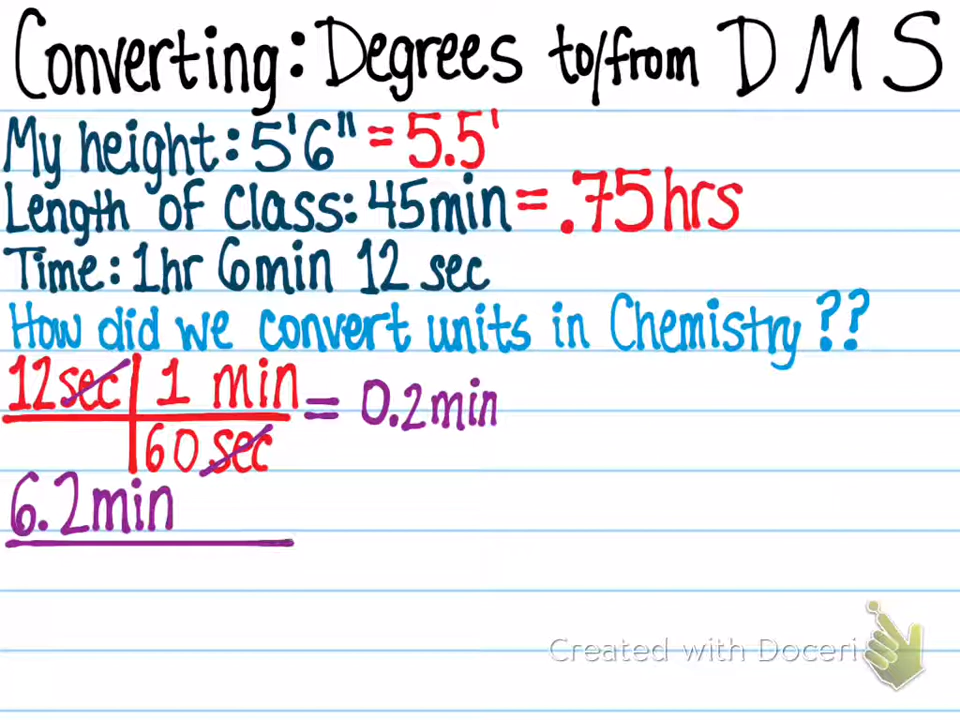 Converting: Degrees to/from DMS
My height: 5'6" = 5.5'
Length of Class: 45min = .75hrs
Time: 1hr 6min 12 sec
How did we convert units in Chemistry??
12sec 1 min
= 0.2min
60 sec
6.2min
Created with Doceri